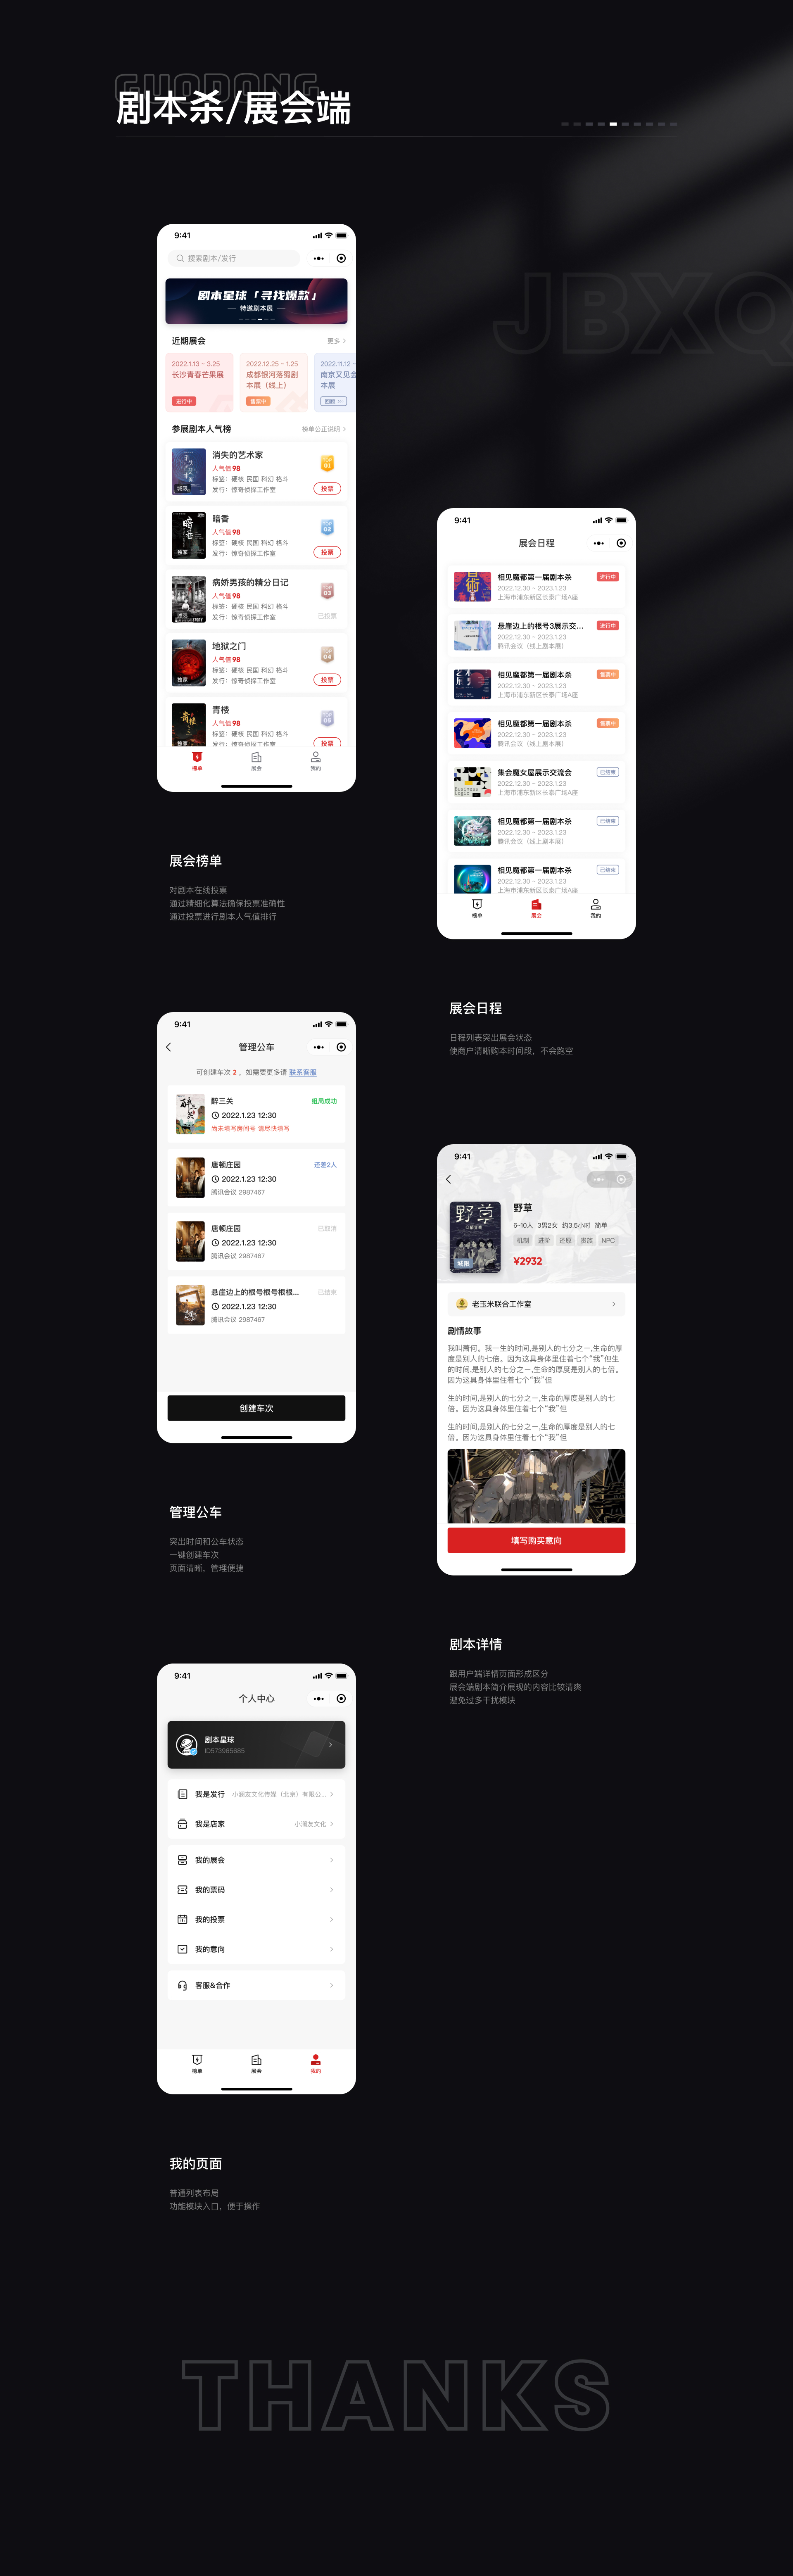 GUODONG
剧本杀/展会端
JBXQ
9:41
搜索剧本/发行
剧本星球「寻找爆款」
特邀剧本展
近期展会
更多
2022.1.13 ~ 3.25
长沙青春芒果展
进行中
2022.12.25 ~ 1.25
成都银河落蜀剧
本展（线上）
售票中
2022.11.12 ~
南京又见金
本展
回顾
参展剧本人气榜
榜单公正说明
消失的艺术家
人气值98
标签：硬核 民国 科幻 格斗
发行：惊奇侦探工作室
城限
01
投票
暗香
人气值98
标签：硬核 民国 科幻 格斗
发行：惊奇侦探工作室
独家
02
投票
病娇男孩的精分日记
人气值98
标签：硬核 民国 科幻 格斗
发行：惊奇侦探工作室
城限
03
已投票
地狱之门
人气值98
标签：硬核 民国 科幻 格斗
发行：惊奇侦探工作室
独家
04
投票
青楼
人气值98
标签：硬核 民国 科幻 格斗
发行：惊奇侦探工作室
独家
05
投票
榜单
展会
我的
展会榜单
对剧本在线投票
通过精细化算法确保投票准确性
通过投票进行剧本人气值排行
9:41
展会日程
相见魔都第一届剧本杀
进行中
2022.12.30 ~ 2023.1.23
上海市浦东新区长泰广场A座
悬崖边上的根号3展示交...
进行中
2022.12.30 ~ 2023.1.23
腾讯会议（线上剧本展）
相见魔都第一届剧本杀
售票中
2022.12.30 ~ 2023.1.23
上海市浦东新区长泰广场A座
相见魔都第一届剧本杀
售票中
2022.12.30 ~ 2023.1.23
腾讯会议（线上剧本展）
集会魔女屋展示交流会
已结束
2022.12.30 ~ 2023.1.23
上海市浦东新区长泰广场A座
Business
Logic
相见魔都第一届剧本杀
已结束
2022.12.30 ~ 2023.1.23
腾讯会议（线上剧本展）
相见魔都第一届剧本杀
已结束
2022.12.30 ~ 2023.1.23
上海市浦东新区长泰广场A座
榜单
展会
我的
展会日程
日程列表突出展会状态
使商户清晰购本时间段，不会跑空
9:41
管理公车
可创建车次 2 ，如需要更多请 联系客服
醉三关
组局成功
2022.1.23 12:30
尚未填写房间号 请尽快填写
唐顿庄园
还差2人
2022.1.23 12:30
腾讯会议 2987467
唐顿庄园
已取消
2022.1.23 12:30
腾讯会议 2987467
悬崖边上的根号根号根根...
已结束
2022.1.23 12:30
腾讯会议 2987467
创建车次
管理公车
突出时间和公车状态
一键创建车次
页面清晰，管理便捷
9:41
野草
城限
野草
6~10人 3男2女 约3.5小时 简单
机制 进阶 还原 贵族 NPC
¥2932
老玉米联合工作室
剧情故事
我叫萧何。我一生的时间,是别人的七分之一,生命的厚
度是别人的七倍。因为这具身体里住着七个“我”但生
的时间,是别人的七分之一,生命的厚度是别人的七倍。
因为这具身体里住着七个“我”但
生的时间,是别人的七分之一,生命的厚度是别人的七
倍。因为这具身体里住着七个“我”但
生的时间,是别人的七分之一,生命的厚度是别人的七
倍。因为这具身体里住着七个“我”但
填写购买意向
剧本详情
跟用户端详情页面形成区分
展会端剧本简介展现的内容比较清爽
避免过多干扰模块
9:41
个人中心
剧本星球
ID573965685
我是发行
小澜友文化传媒（北京）有限公...
我是店家
小澜友文化
我的展会
我的票码
我的投票
我的意向
客服&合作
榜单
展会
我的
我的页面
普通列表布局
功能模块入口，便于操作
THANKS